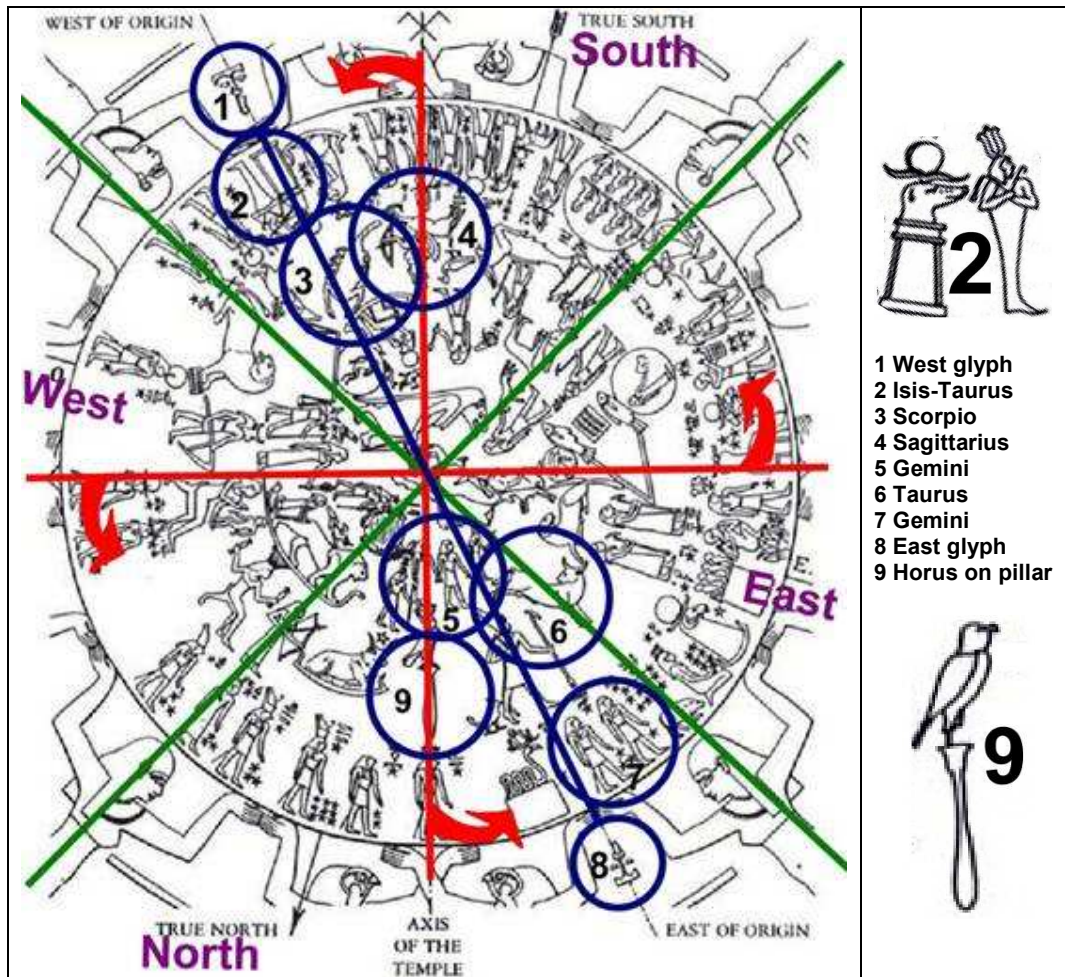 WEST OF ORIGIN
TRUE SOUTH
South
1
2
3
4
West
E.
East
5
6
9
7
8
TRUE NORTH
North
AXIS
OF THE
TEMPLE
EAST OF ORIGIN
2
1 West glyph
2 Isis-Taurus
3 Scorpio
4 Sagittarius
5 Gemini
6 Taurus
7 Gemini
8 East glyph
9 Horus on pillar
9